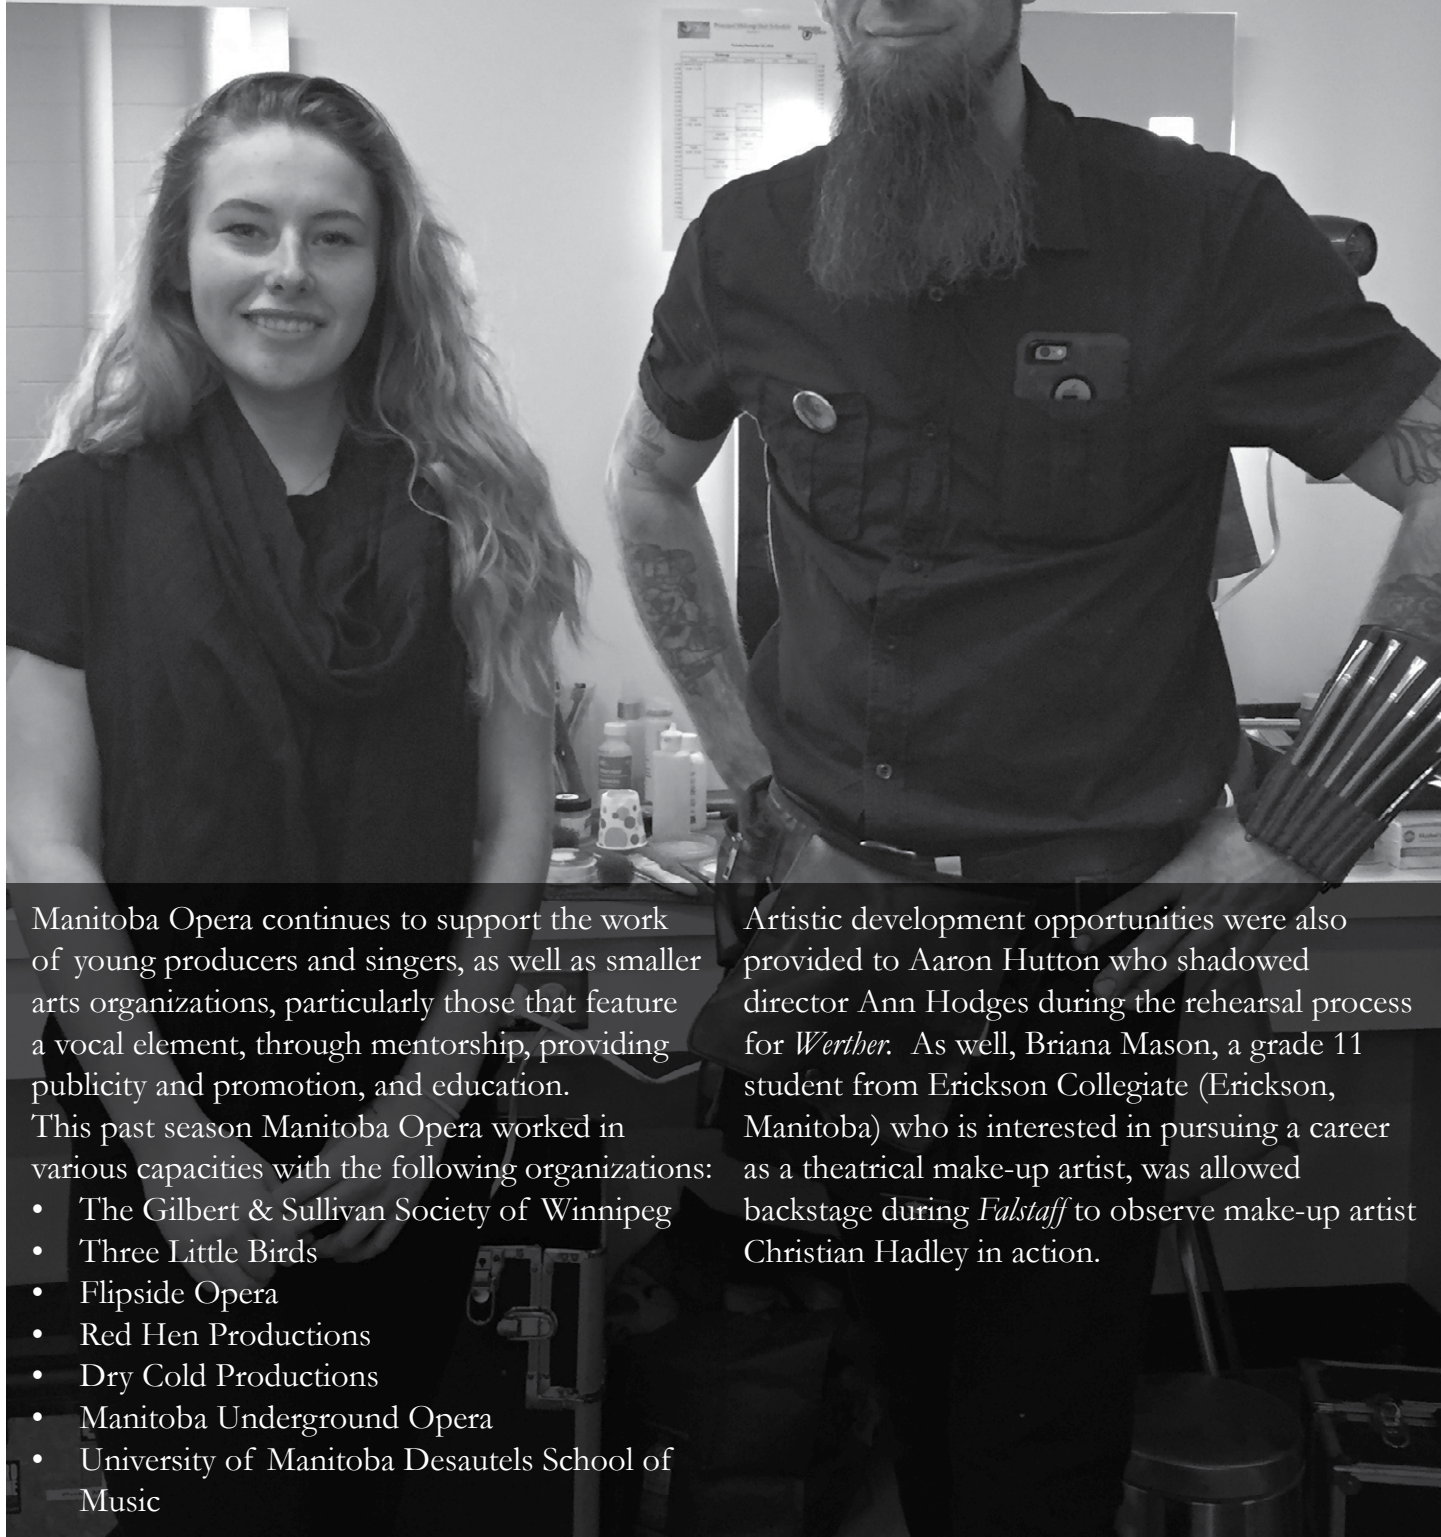 Manitoba Opera continues to support the work
of young producers and singers, as well as smaller
arts organizations, particularly those that feature
a vocal element, through mentorship, providing
publicity and promotion, and education.
This past season Manitoba Opera worked in
various capacities with the following organizations:
• The Gilbert & Sullivan Society of Winnipeg
• Three Little Birds
• Flipside Opera
• Red Hen Productions
• Dry Cold Productions
• Manitoba Underground Opera
• University of Manitoba Desautels School of
Music
Artistic development opportunities were also
provided to Aaron Hutton who shadowed
director Ann Hodges during the rehearsal process
for Werther. As well, Briana Mason, a grade 11
student from Erickson Collegiate (Erickson,
Manitoba) who is interested in pursuing a career
as a theatrical make-up artist, was allowed
backstage during Falstaff to observe make-up artist
Christian Hadley in action.